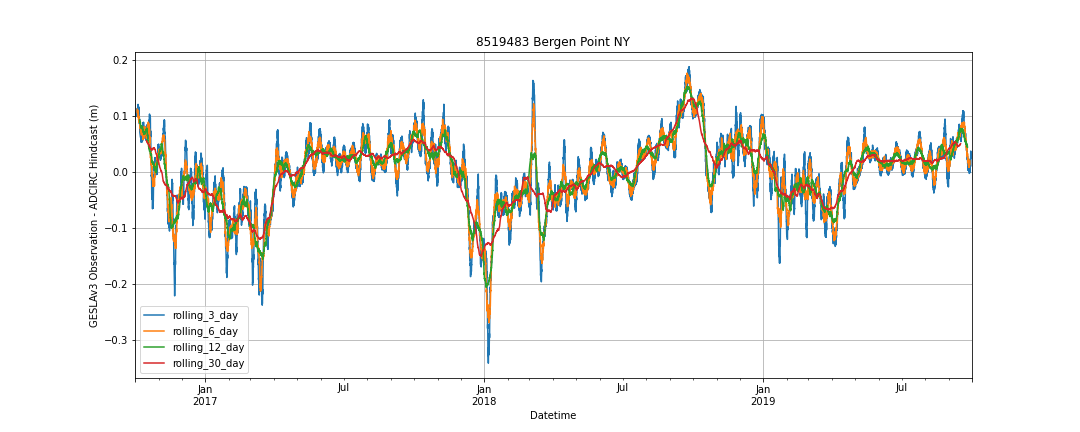 8519483 Bergen Point NY
GESLAv3 Observation - ADCIRC Hindcast (m)
0.2
0.1
0.0
−0.1
−0.2
−0.3
rolling_3_day
rolling_6_day
rolling_12_day
rolling_30_day
Jan
2017
Jul
Jan
2018
Jul
Jan
2019
Jul
Datetime